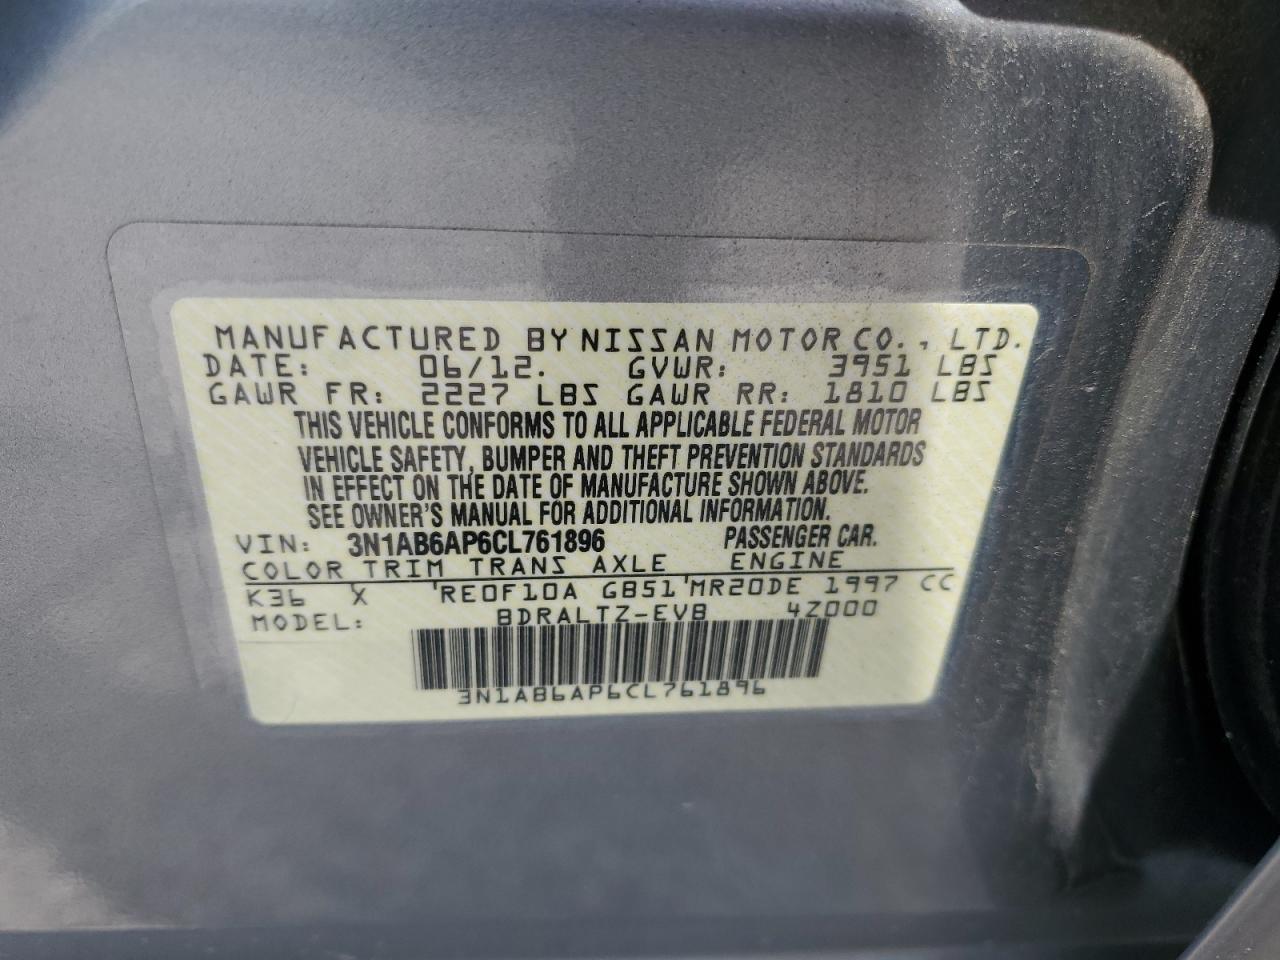 MANUFACTURED BY NISSAN MOTOR CO., LTD.
DATE: 06/12. GVWR: 3951 LBS
GAWR FR: 2227 LBS GAWR RR: 1810 LBS
THIS VEHICLE CONFORMS TO ALL APPLICABLE FEDERAL MOTOR
VEHICLE SAFETY, BUMPER AND THEFT PREVENTION STANDARDS
IN EFFECT ON THE DATE OF MANUFACTURE SHOWN ABOVE.
SEE OWNER'S MANUAL FOR ADDITIONAL INFORMATION.
VIN: 3N1AB6AP6CL761896 PASSENGER CAR.
COLOR TRIM TRANS AXLE ENGINE
K36 X RE0F10A GB51 MR20DE 1997 CC
MODEL: BDRALTZ-EVB 4Z000
3N1AB6AP6CL761896